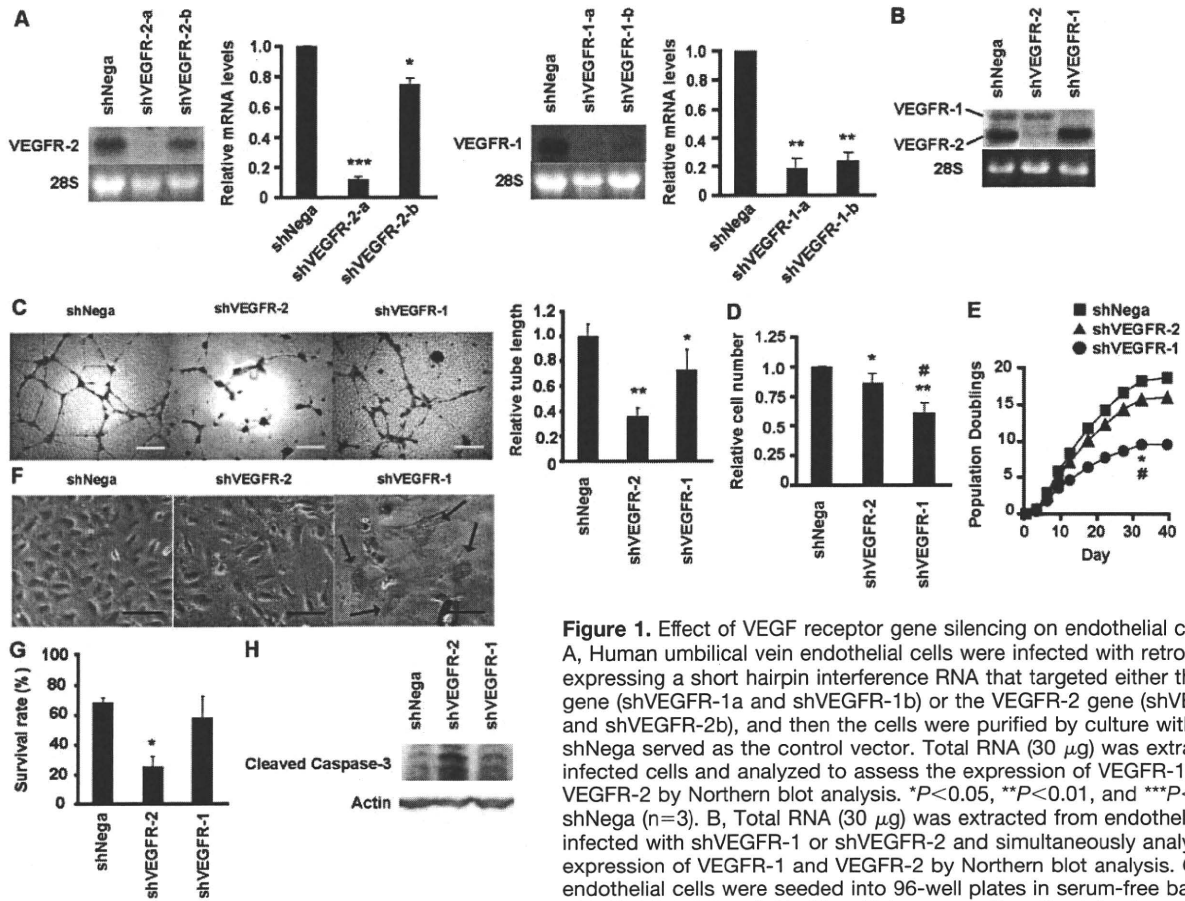 A
shNega
shVEGFR-2-a
shVEGFR-2-b
VEGFR-2
28S
Relative mRNA levels
1.0
0.8
0.6
0.4
0.2
0
***
*
shNega
shVEGFR-2-a
shVEGFR-2-b
shNega
shVEGFR-1-a
shVEGFR-1-b
VEGFR-1
28S
Relative mRNA levels
1.0
0.8
0.6
0.4
0.2
0
**
**
shNega
shVEGFR-1-a
shVEGFR-1-b
B
shNega
shVEGFR-2
shVEGFR-1
VEGFR-1
VEGFR-2
28S
C
shNega
shVEGFR-2
shVEGFR-1
Relative tube length
1.2
1.0
0.8
0.6
0.4
0.2
0
**
*
shNega
shVEGFR-2
shVEGFR-1
D
Relative cell number
1.25
1.00
0.75
0.50
0.25
0
*
#
**
shNega
shVEGFR-2
shVEGFR-1
E
shNega
shVEGFR-2
shVEGFR-1
Population Doublings
20
15
10
5
0
*
#
0 10 20 30 40
Day
F
shNega
shVEGFR-2
shVEGFR-1
G
Survival rate (%)
100
80
60
40
20
0
*
shNega
shVEGFR-2
shVEGFR-1
H
shNega
shVEGFR-2
shVEGFR-1
Cleaved Caspase-3
Actin
Figure 1. Effect of VEGF receptor gene silencing on endothelial c
A, Human umbilical vein endothelial cells were infected with retro
expressing a short hairpin interference RNA that targeted either th
gene (shVEGFR-1a and shVEGFR-1b) or the VEGFR-2 gene (shVE
and shVEGFR-2b), and then the cells were purified by culture with
shNega served as the control vector. Total RNA (30 μg) was extra
infected cells and analyzed to assess the expression of VEGFR-1
VEGFR-2 by Northern blot analysis. *P<0.05, **P<0.01, and ***P<
shNega (n=3). B, Total RNA (30 μg) was extracted from endotheli
infected with shVEGFR-1 or shVEGFR-2 and simultaneously analy
expression of VEGFR-1 and VEGFR-2 by Northern blot analysis.
endothelial cells were seeded into 96-well plates in serum-free ba